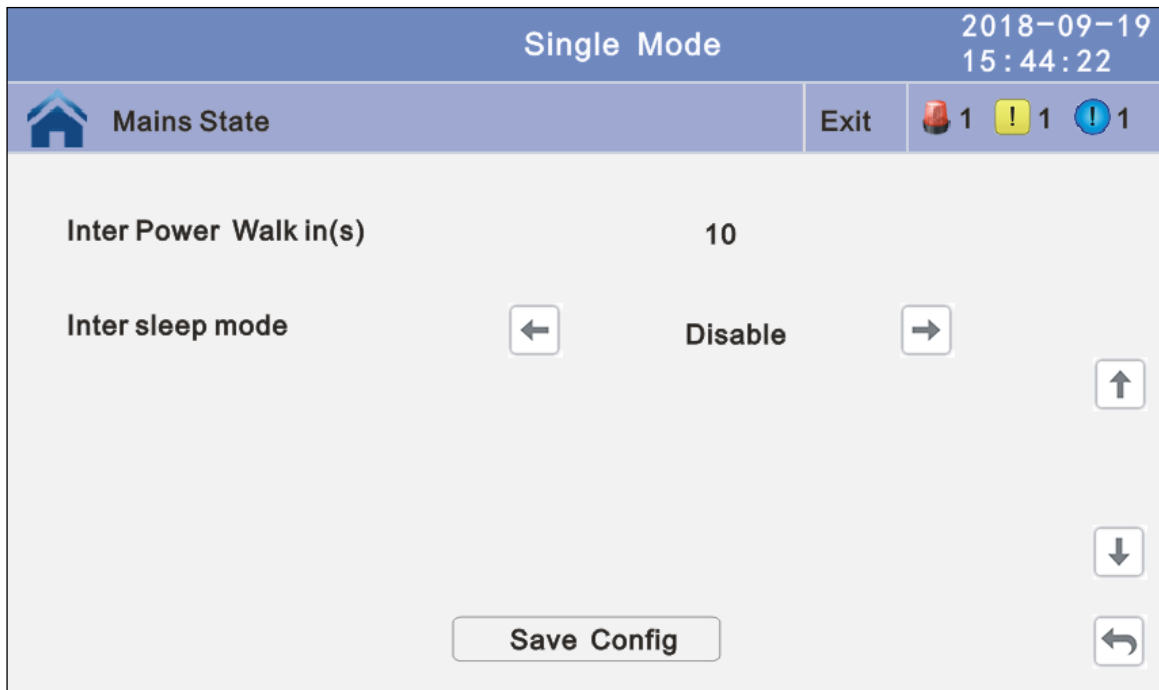 Single Mode
2018-09-19
15:44:22
Mains State
Exit
1 ! 1 ! 1
Inter Power Walk in(s)
10
Inter sleep mode
Disable
Save Config